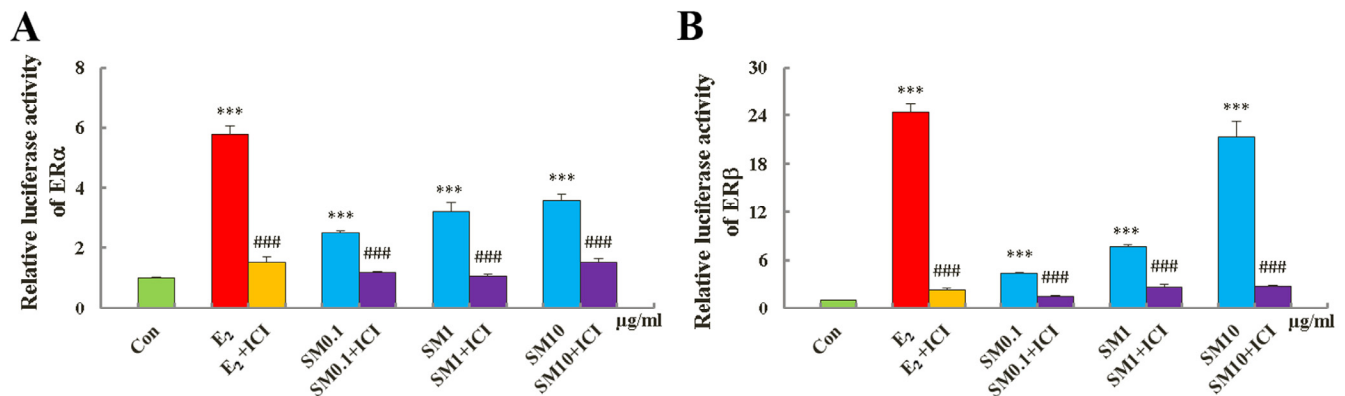 A
Relative luciferase activity
of ERα
8
6
4
2
0
***
###
***
###
***
###
***
###
Con
E₂
E₂ +ICI
SM0.1
SM0.1+ICI
SM1
SM1+ICI
SM10
SM10+ICI
µg/ml
B
Relative luciferase activity
of ERβ
30
24
18
12
6
0
***
###
***
###
***
###
***
###
Con
E₂
E₂ +ICI
SM0.1
SM0.1+ICI
SM1
SM1+ICI
SM10
SM10+ICI
µg/ml